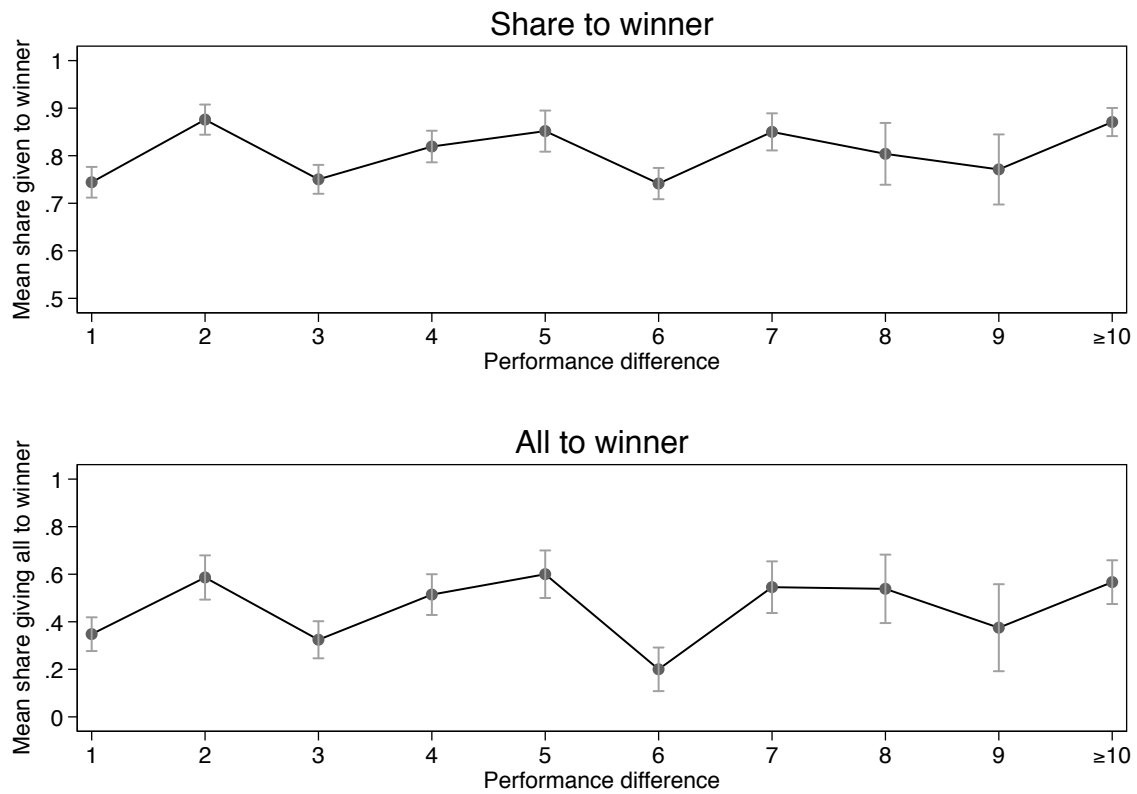 Share to winner
Mean share given to winner
1
.9
.8
.7
.6
.5
1 2 3 4 5 6 7 8 9 ≥10
Performance difference
All to winner
Mean share giving all to winner
1
.8
.6
.4
.2
0
1 2 3 4 5 6 7 8 9 ≥10
Performance difference